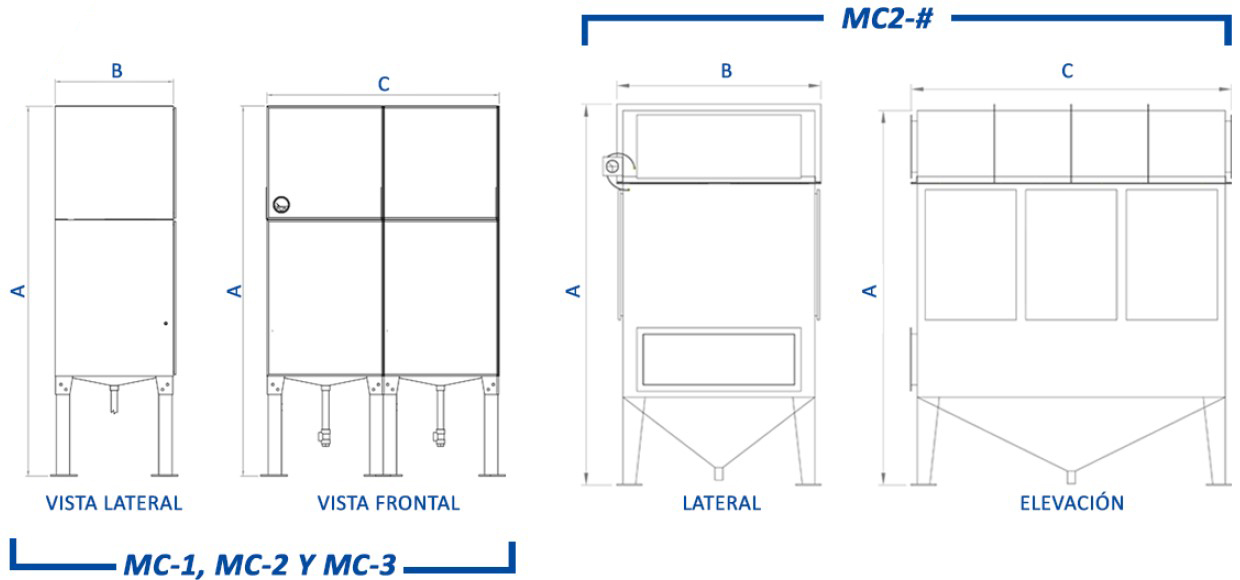 MC2-#
B
C
B
C
A
A
A
A
VISTA LATERAL
VISTA FRONTAL
LATERAL
ELEVACIÓN
MC-1, MC-2 Y MC-3